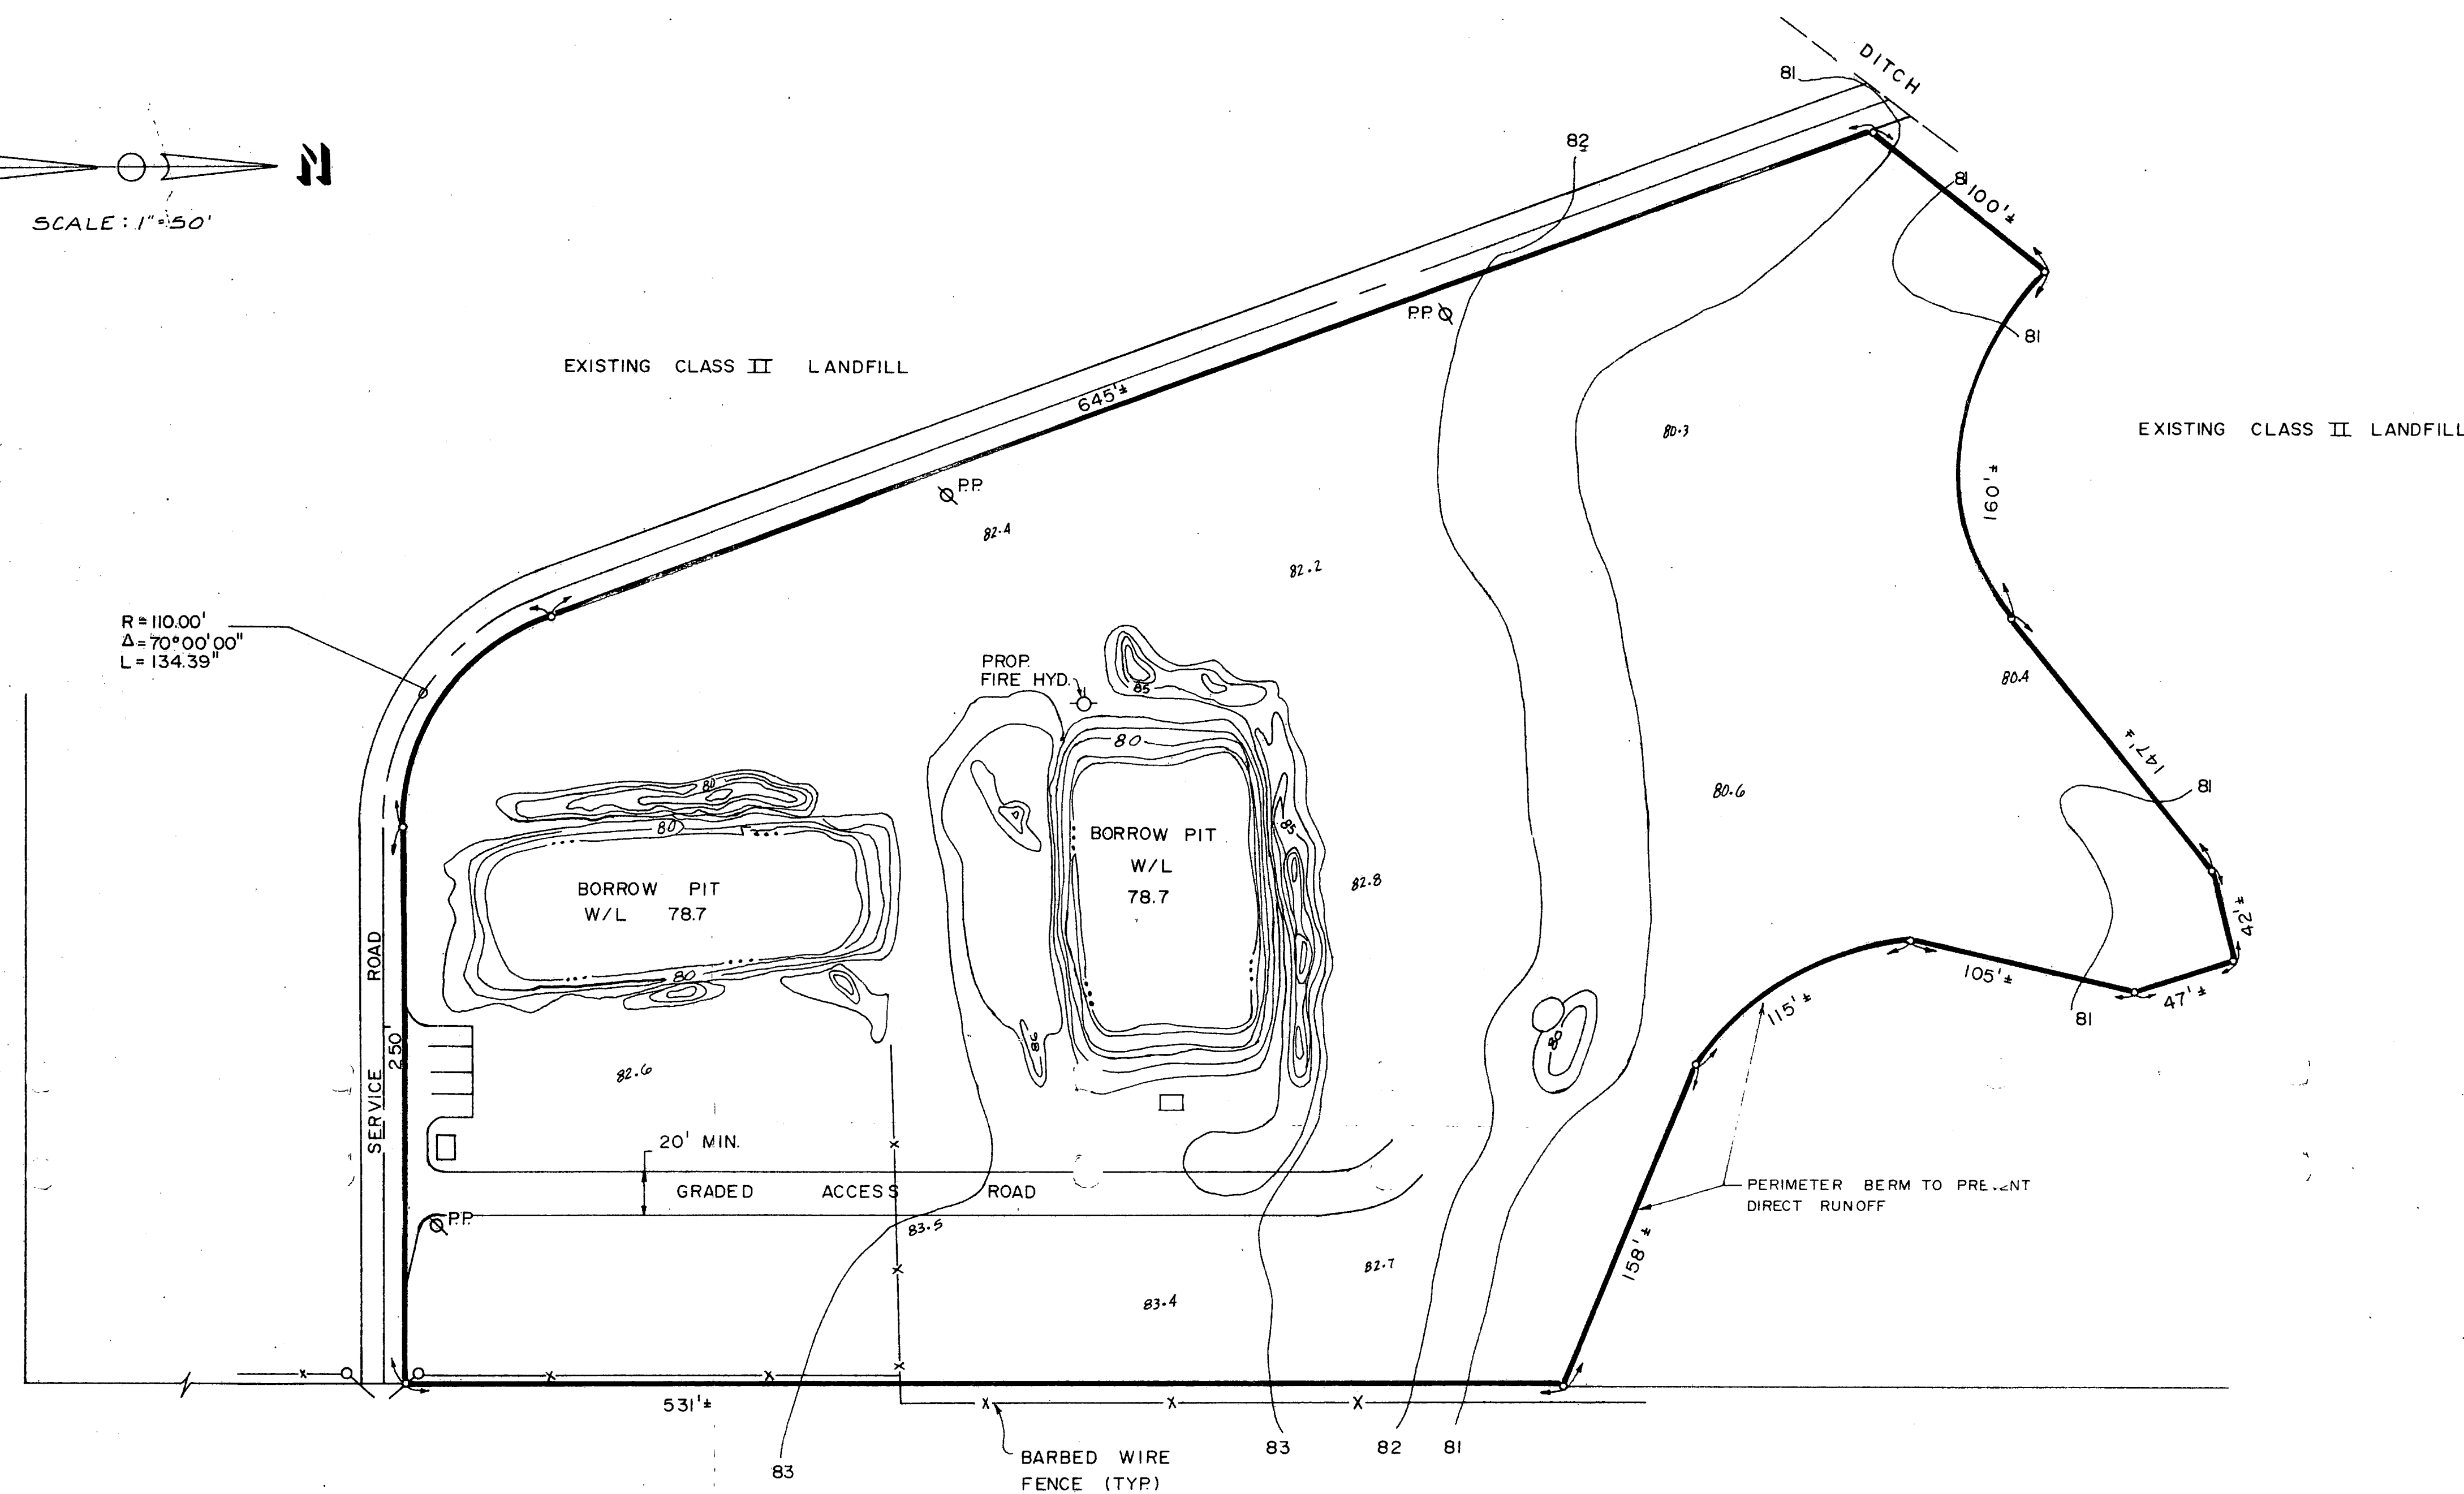 DITCH
81
82
N
SCALE: 1"=50'
81
100'±
P.P.
81
EXISTING CLASS II LANDFILL
645'±
80.3
EXISTING CLASS II LANDFILL
160'±
P.P.
82.4
82.2
R=110.00'
Δ=70°00'00"
L=134.39"
PROP.
FIRE HYD.
85
80.4
147'±
81
80
80
80
80.6
85
BORROW PIT
W/L
78.7
BORROW PIT
W/L 78.7
82.8
42'±
80
105'±
47'±
115'±
81
SERVICE ROAD
250'
86
82.6
20' MIN.
GRADED ACCESS ROAD
P.P.
83.5
PERIMETER BERM TO PREVENT
DIRECT RUNOFF
158'±
82.7
83.4
531'±
83
83
82
81
BARBED WIRE
FENCE (TYP.)